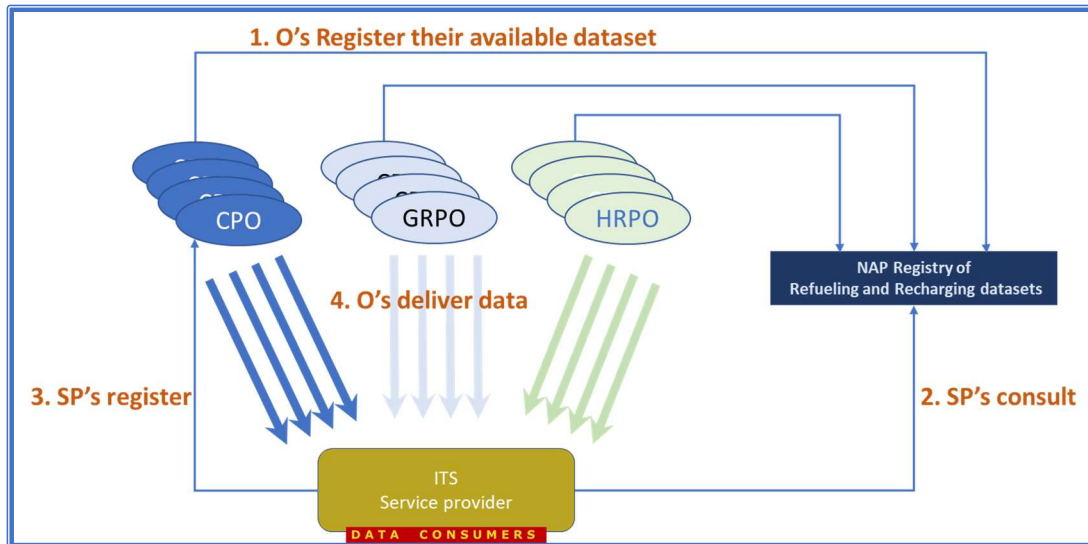 1. O's Register their available dataset
CPO
GRPO
HRPO
NAP Registry of
Refueling and Recharging datasets
4. O's deliver data
3. SP's register
2. SP's consult
ITS
Service provider
DATA CONSUMERS